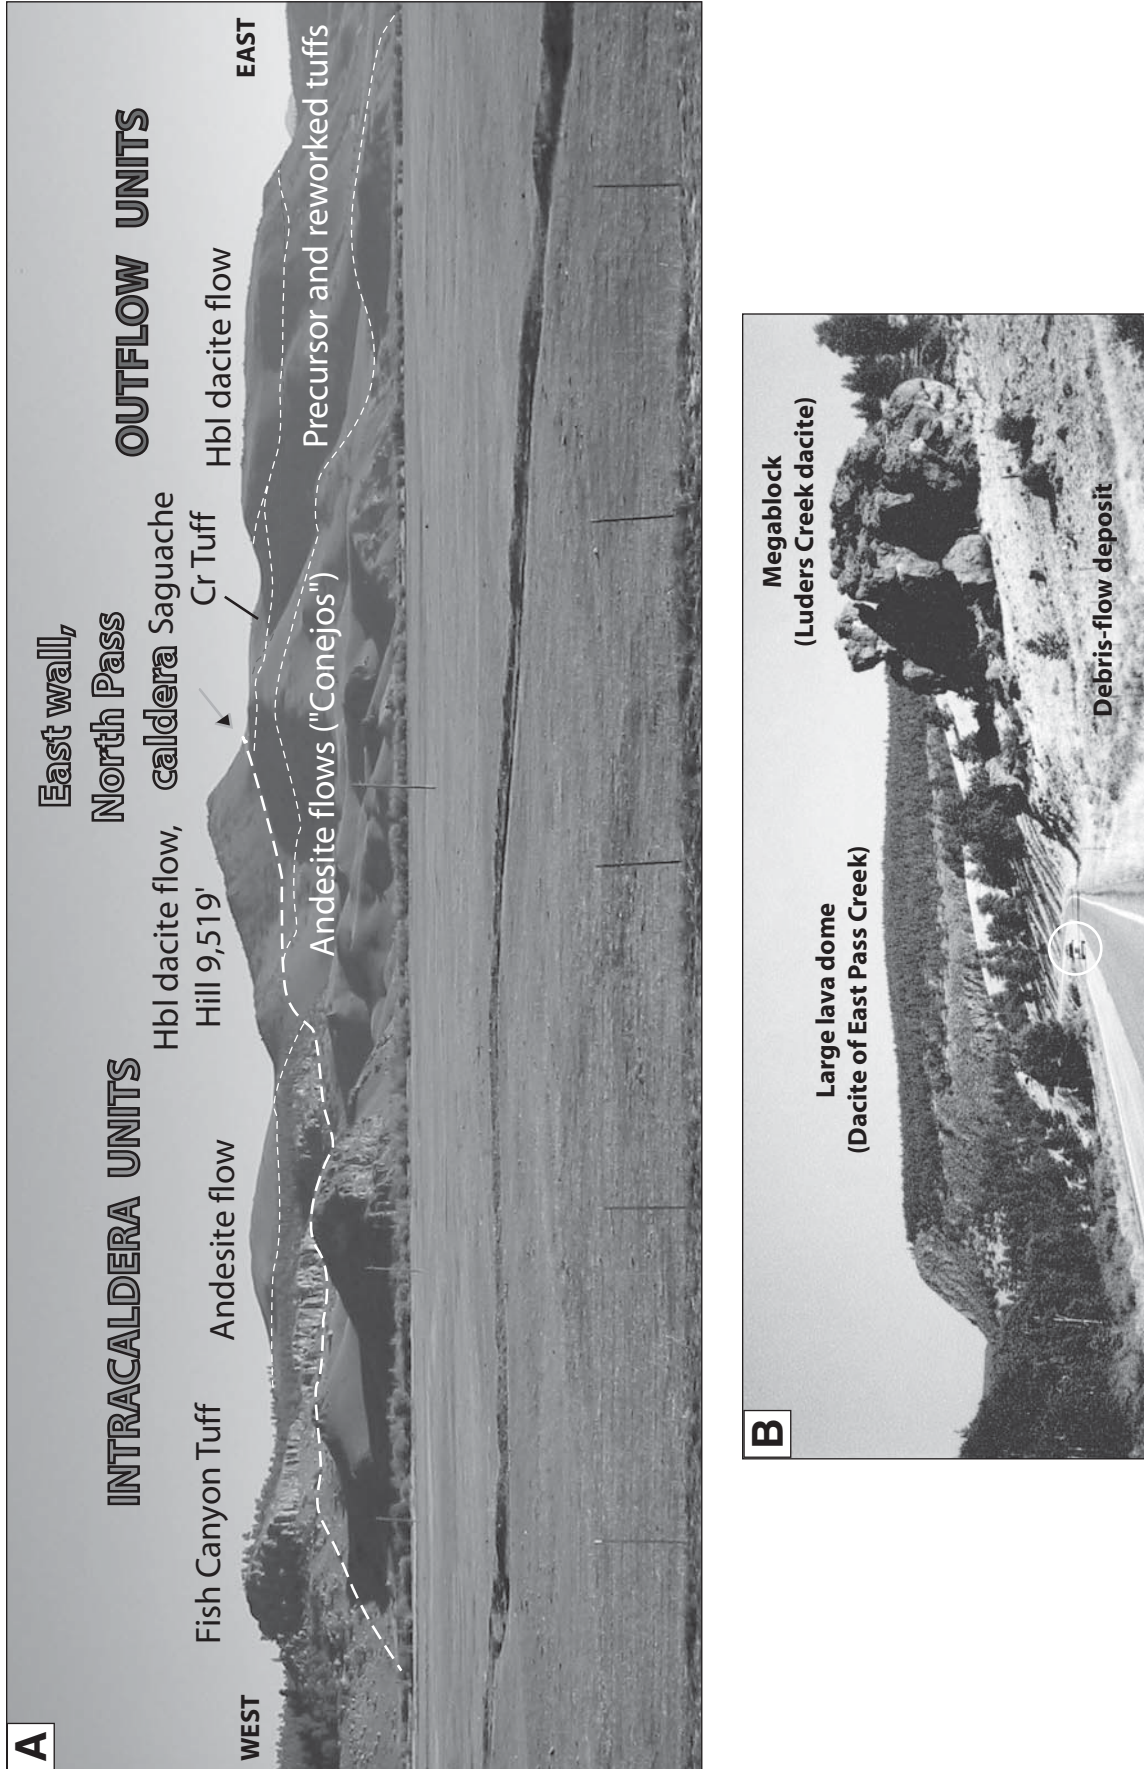 A
WEST
EAST
INTRACALDERA UNITS
East wall,
North Pass
caldera
OUTFLOW UNITS
Fish Canyon Tuff
Andesite flow
Hbl dacite flow,
Hill 9,519'
Saguache
Cr Tuff
Hbl dacite flow
Andesite flows ("Conejos")
Precursor and reworked tuffs
B
Large lava dome
(Dacite of East Pass Creek)
Megablock
(Luders Creek dacite)
Debris-flow deposit